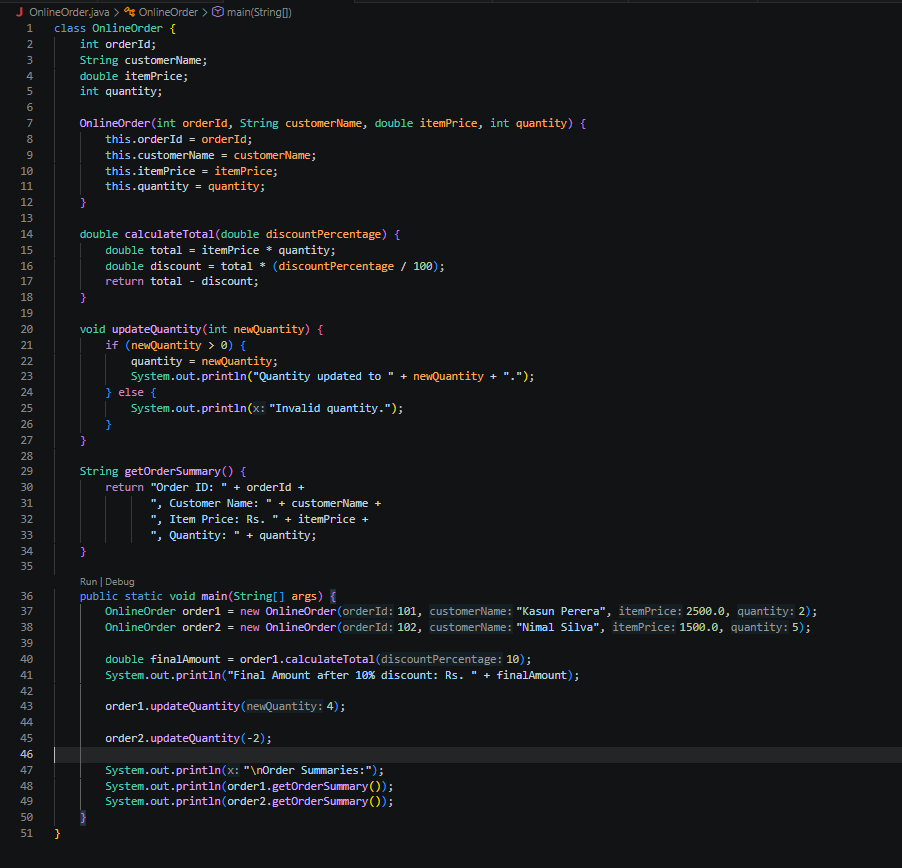 OnlineOrder.java > OnlineOrder > main(String[])
1 class OnlineOrder {
2     int orderId;
3     String customerName;
4     double itemPrice;
5     int quantity;
6
7     OnlineOrder(int orderId, String customerName, double itemPrice, int quantity) {
8         this.orderId = orderId;
9         this.customerName = customerName;
10         this.itemPrice = itemPrice;
11         this.quantity = quantity;
12     }
13
14     double calculateTotal(double discountPercentage) {
15         double total = itemPrice * quantity;
16         double discount = total * (discountPercentage / 100);
17         return total - discount;
18     }
19
20     void updateQuantity(int newQuantity) {
21         if (newQuantity > 0) {
22             quantity = newQuantity;
23             System.out.println("Quantity updated to " + newQuantity + ".");
24         } else {
25             System.out.println(x: "Invalid quantity.");
26         }
27     }
28
29     String getOrderSummary() {
30         return "Order ID: " + orderId +
31                ", Customer Name: " + customerName +
32                ", Item Price: Rs. " + itemPrice +
33                ", Quantity: " + quantity;
34     }
35
Run | Debug
36     public static void main(String[] args) {
37         OnlineOrder order1 = new OnlineOrder(orderId: 101, customerName: "Kasun Perera", itemPrice: 2500.0, quantity: 2);
38         OnlineOrder order2 = new OnlineOrder(orderId: 102, customerName: "Nimal Silva", itemPrice: 1500.0, quantity: 5);
39
40         double finalAmount = order1.calculateTotal(discountPercentage: 10);
41         System.out.println("Final Amount after 10% discount: Rs. " + finalAmount);
42
43         order1.updateQuantity(newQuantity: 4);
44
45         order2.updateQuantity(-2);
46
47         System.out.println(x: "\nOrder Summaries:");
48         System.out.println(order1.getOrderSummary());
49         System.out.println(order2.getOrderSummary());
50     }
51 }